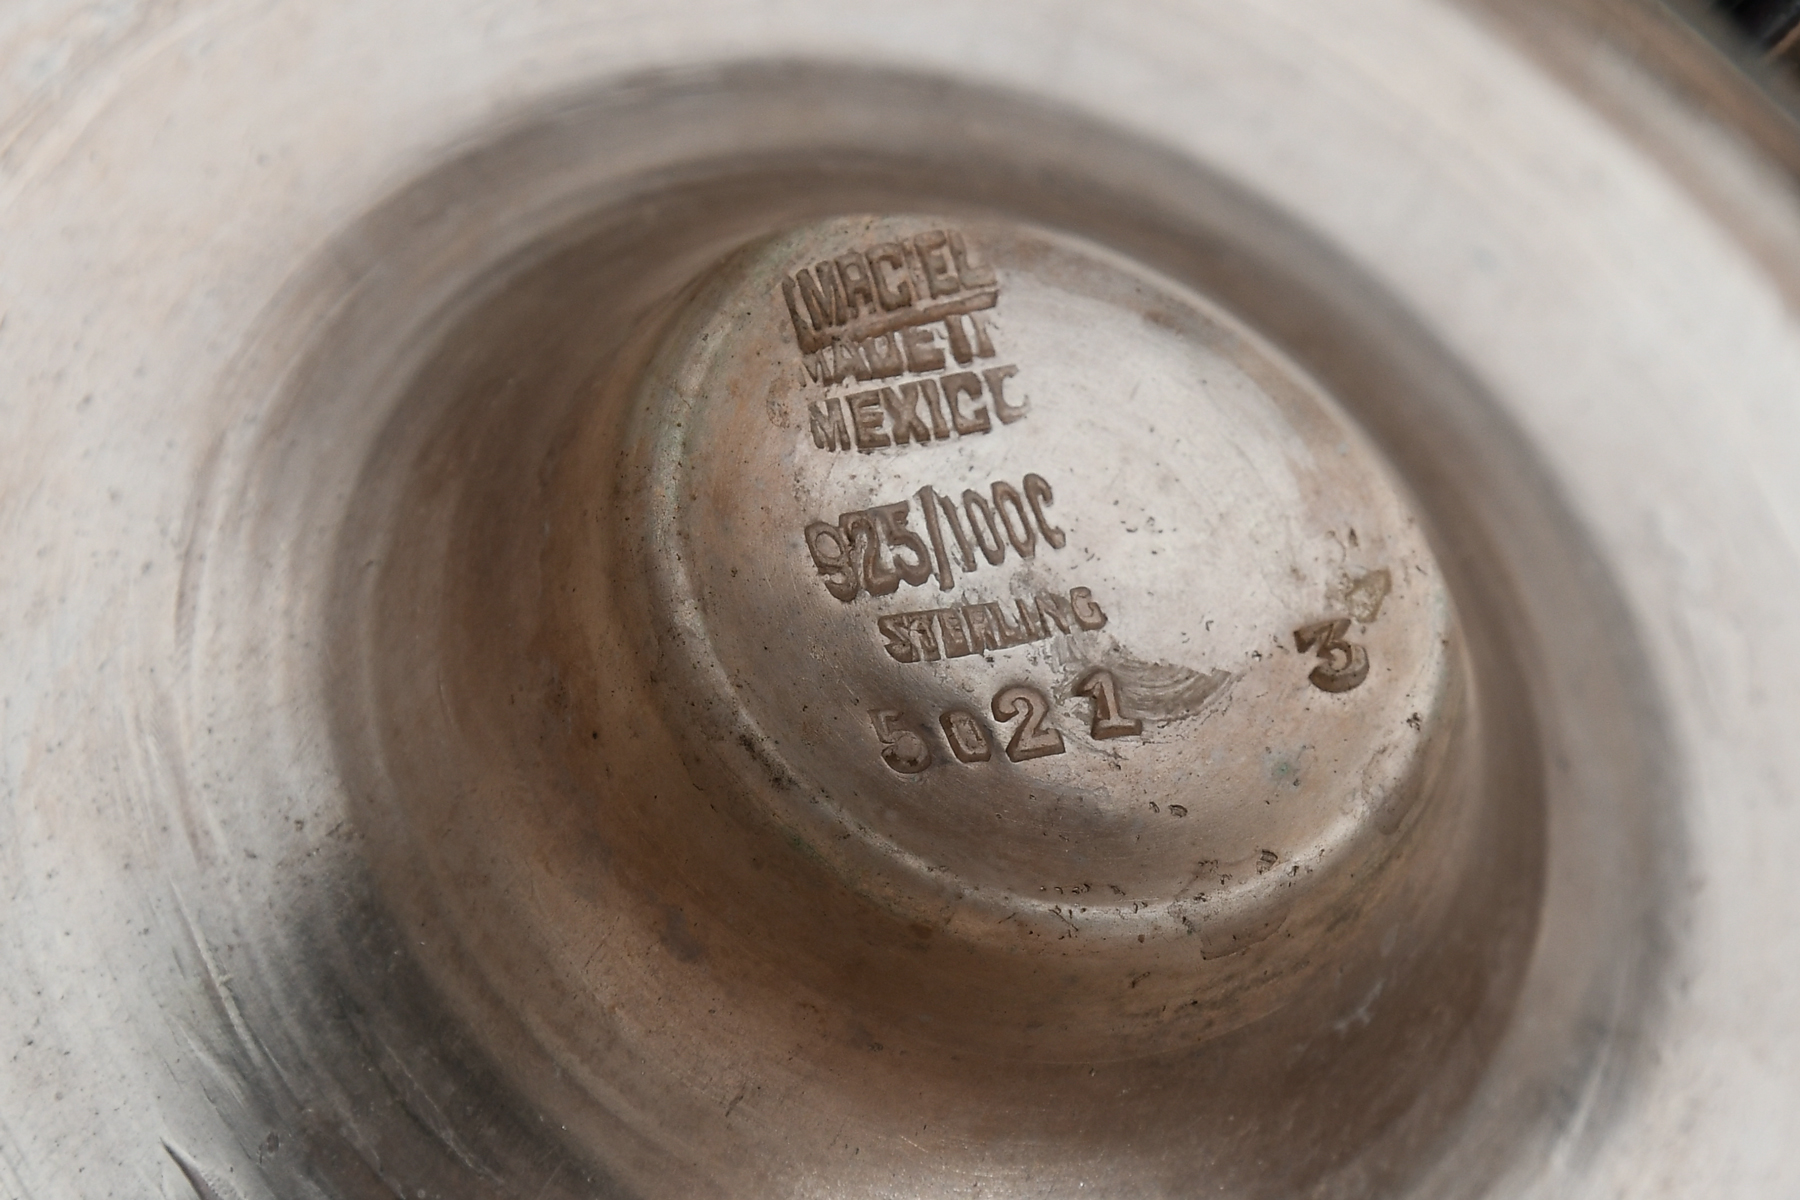 MACIEL
MADE IN
MEXICO
925/1000
STERLING
3
5021